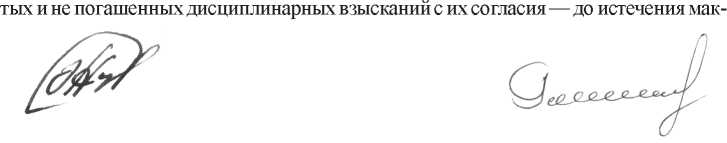 тых и не погашенных дисциплинарных взысканий с их согласия — до истечения мак-